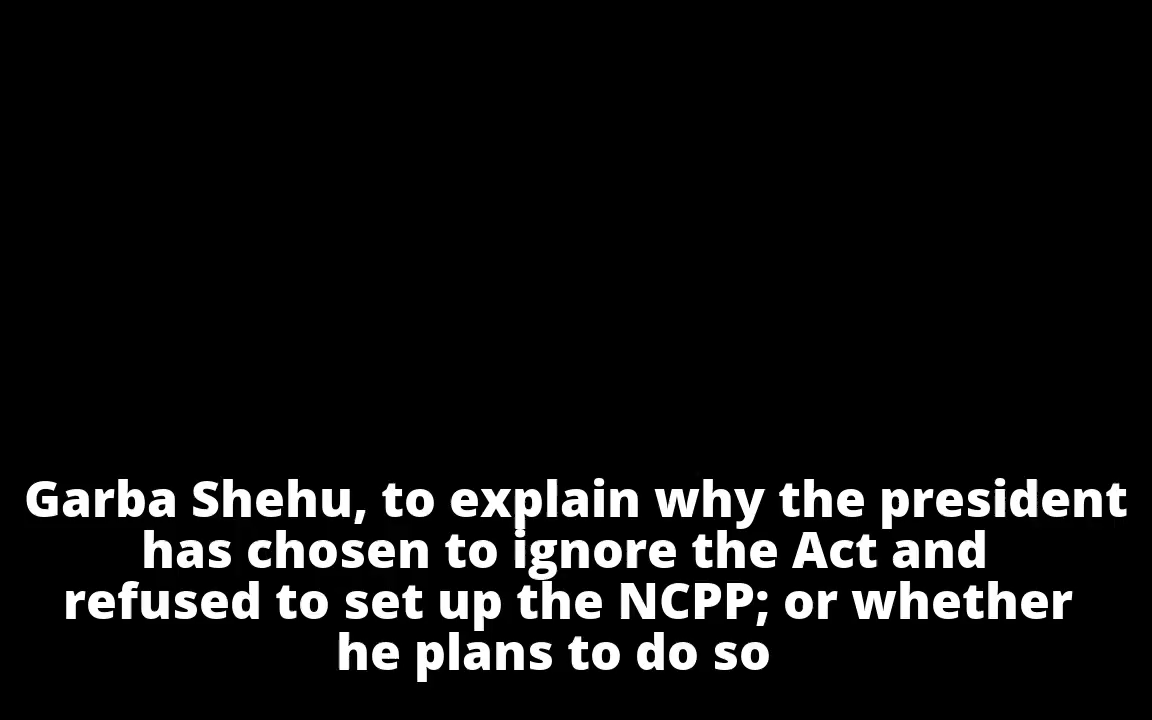 Garba Shehu, to explain why the president
has chosen to ignore the Act and
refused to set up the NCPP; or whether
he plans to do so